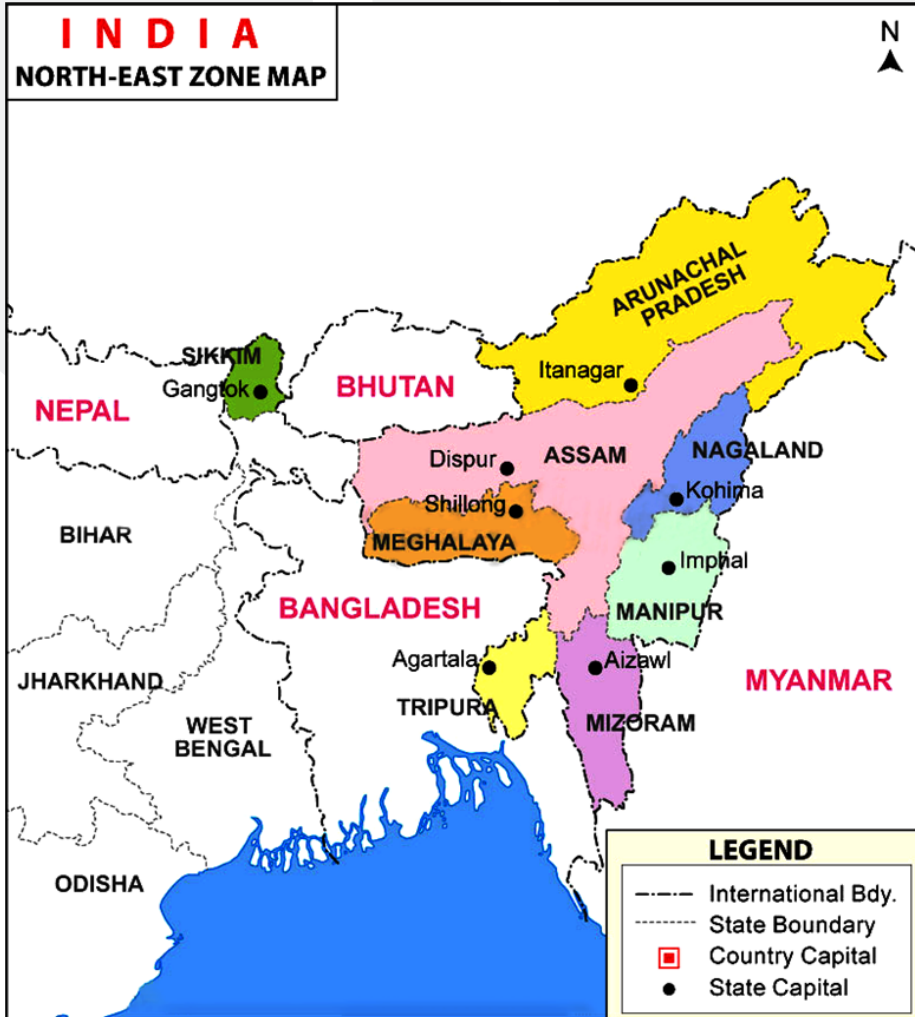 I N D I A
NORTH-EAST ZONE MAP
N
ARUNACHAL
PRADESH
SIKKIM
Gangtok
BHUTAN
Itanagar
NEPAL
Dispur
ASSAM
NAGALAND
Shillong
Kohima
BIHAR
MEGHALAYA
Imphal
BANGLADESH
MANIPUR
Agartala
Aizawl
JHARKHAND
MYANMAR
TRIPURA
MIZORAM
WEST
BENGAL
ODISHA
LEGEND
International Bdy.
State Boundary
Country Capital
State Capital